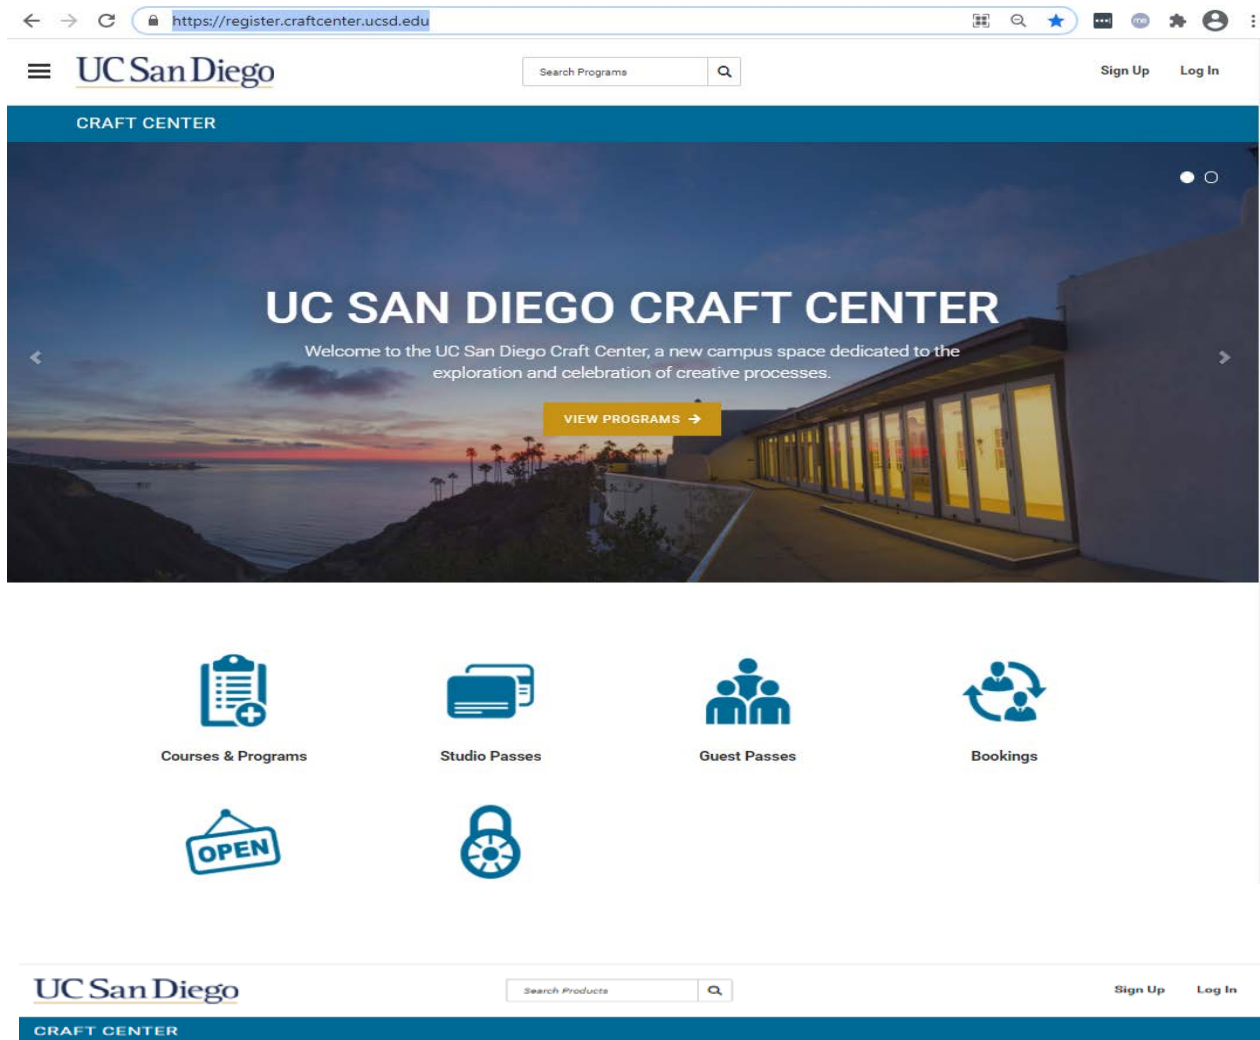 https://register.craftcenter.ucsd.edu
UC San Diego
Search Programs
Sign Up
Log In
CRAFT CENTER
UC SAN DIEGO CRAFT CENTER
Welcome to the UC San Diego Craft Center, a new campus space dedicated to the
exploration and celebration of creative processes.
VIEW PROGRAMS →
Courses & Programs
Studio Passes
Guest Passes
Bookings
OPEN
UC San Diego
Search Products
Sign Up
Log In
CRAFT CENTER